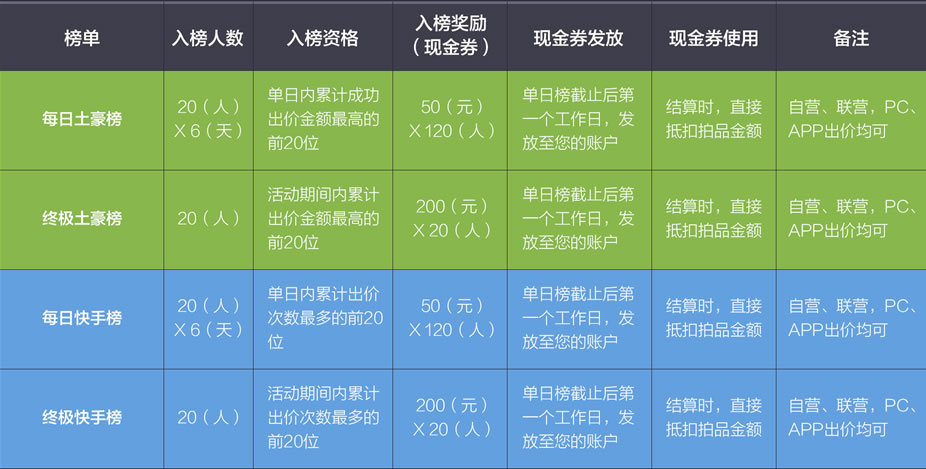 榜单
入榜人数
入榜资格
入榜奖励
（现金券）
现金券发放
现金券使用
备注
每日土豪榜
20（人）
X 6（天）
单日内累计成功
出价金额最高的
前20位
50（元）
X 120（人）
单日榜截止后第
一个工作日，发
放至您的账户
结算时，直接
抵扣拍品金额
自营、联营，PC、
APP出价均可
终极土豪榜
20（人）
活动期间内累计
出价金额最高的
前20位
200（元）
X 20（人）
单日榜截止后第
一个工作日，发
放至您的账户
结算时，直接
抵扣拍品金额
自营、联营，PC、
APP出价均可
每日快手榜
20（人）
X 6（天）
单日内累计出价
次数最多的前20
位
50（元）
X 120（人）
单日榜截止后第
一个工作日，发
放至您的账户
结算时，直接
抵扣拍品金额
自营、联营，PC、
APP出价均可
终极快手榜
20（人）
活动期间内累计
出价次数最多的
前20位
200（元）
X 20（人）
单日榜截止后第
一个工作日，发
放至您的账户
结算时，直接
抵扣拍品金额
自营、联营，PC、
APP出价均可